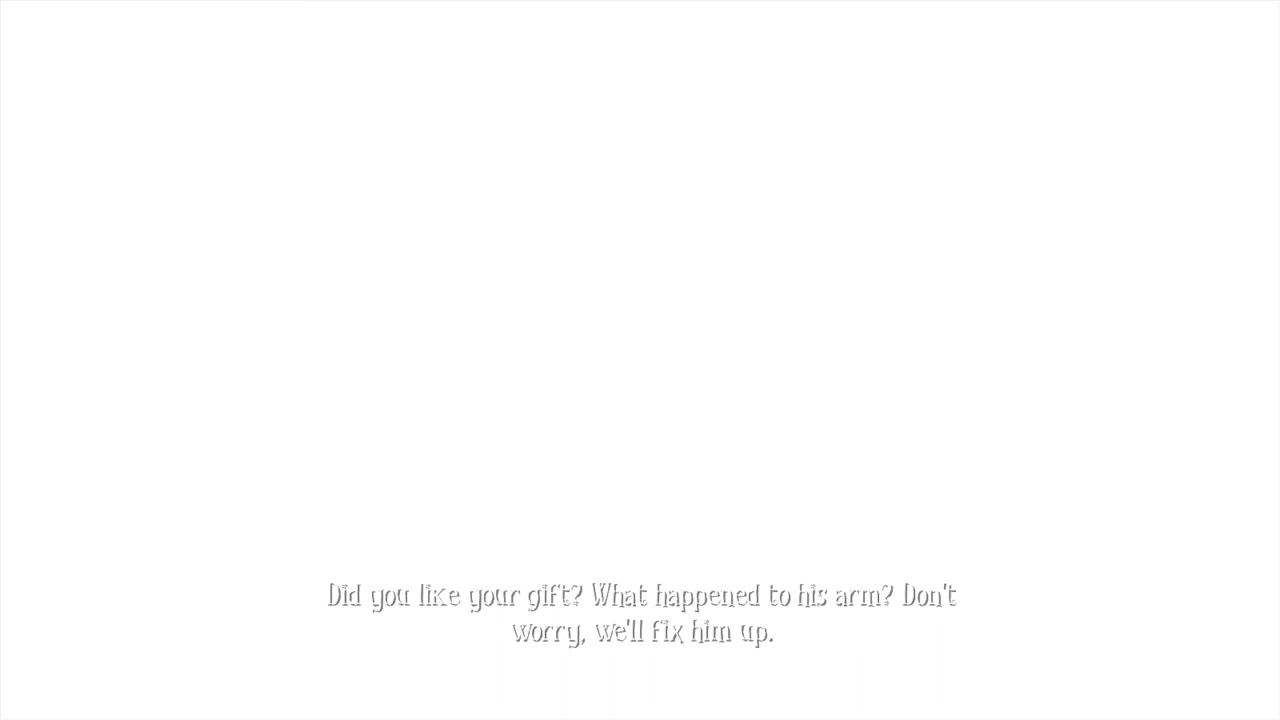 Did you like your gift? What happened to his arm? Don't
worry, we'll fix him up.